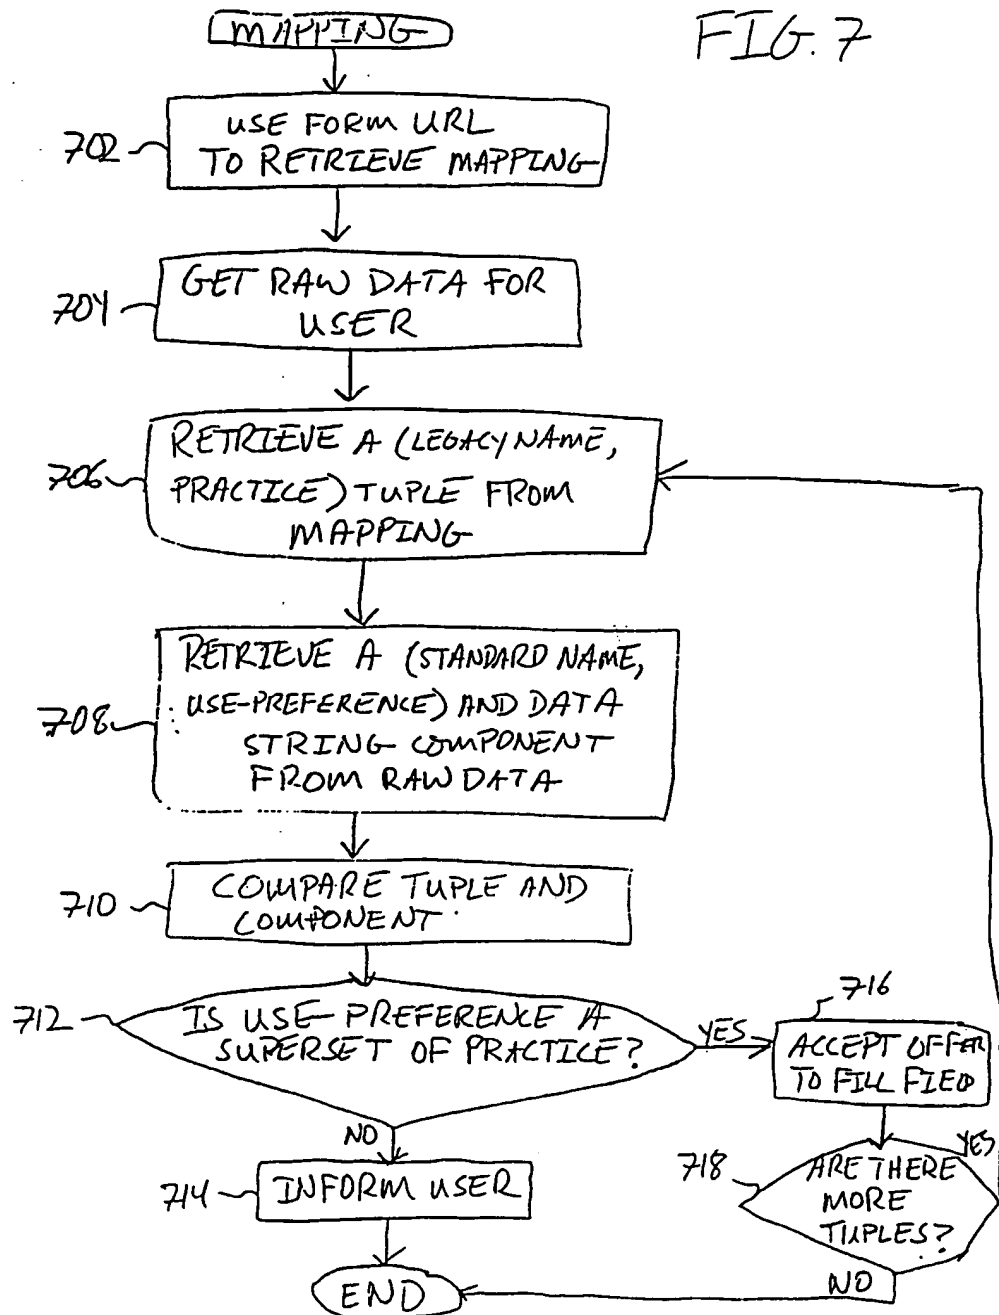 MAPPING
FIG. 7
702
USE FORM URL
TO RETRIEVE MAPPING
704
GET RAW DATA FOR
USER
706
RETRIEVE A (LEGACY NAME,
PRACTICE) TUPLE FROM
MAPPING
708
RETRIEVE A (STANDARD NAME,
USE-PREFERENCE) AND DATA
STRING COMPONENT
FROM RAW DATA
710
COMPARE TUPLE AND
COMPONENT
712
IS USE-PREFERENCE A
SUPERSET OF PRACTICE?
YES
716
ACCEPT OFFER
TO FILL FIELD
NO
714
INFORM USER
718
ARE THERE
MORE
TUPLES?
YES
NO
END